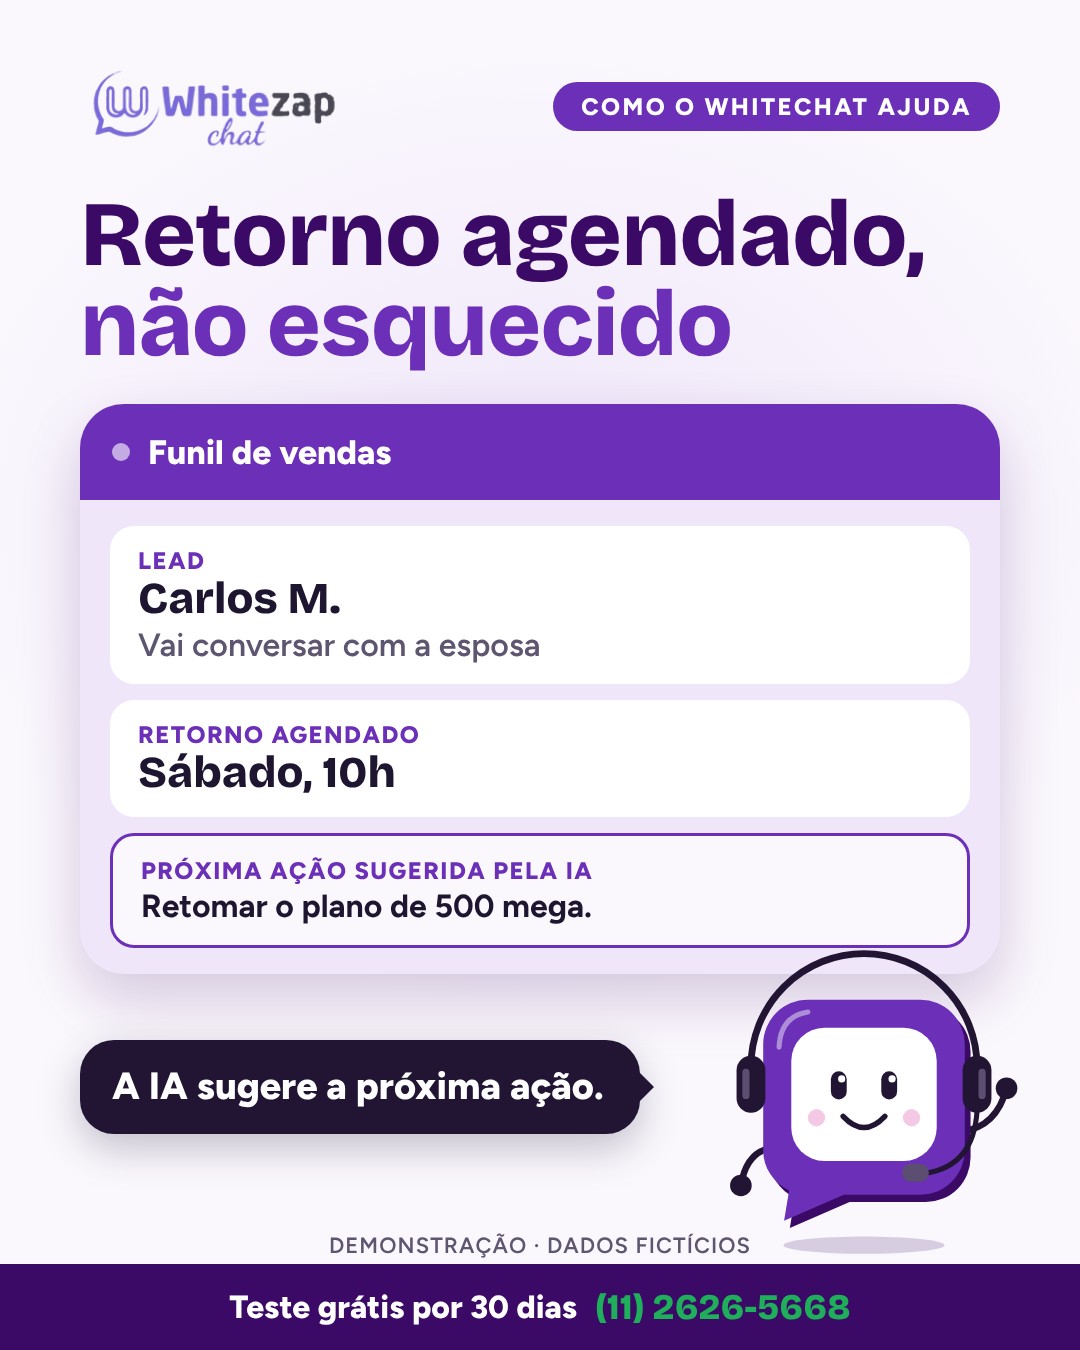 Whitezap
chat
COMO O WHITECHAT AJUDA
Retorno agendado,
não esquecido
Funil de vendas
LEAD
Carlos M.
Vai conversar com a esposa
RETORNO AGENDADO
Sábado, 10h
PRÓXIMA AÇÃO SUGERIDA PELA IA
Retomar o plano de 500 mega.
A IA sugere a próxima ação.
DEMONSTRAÇÃO · DADOS FICTÍCIOS
Teste grátis por 30 dias (11) 2626-5668